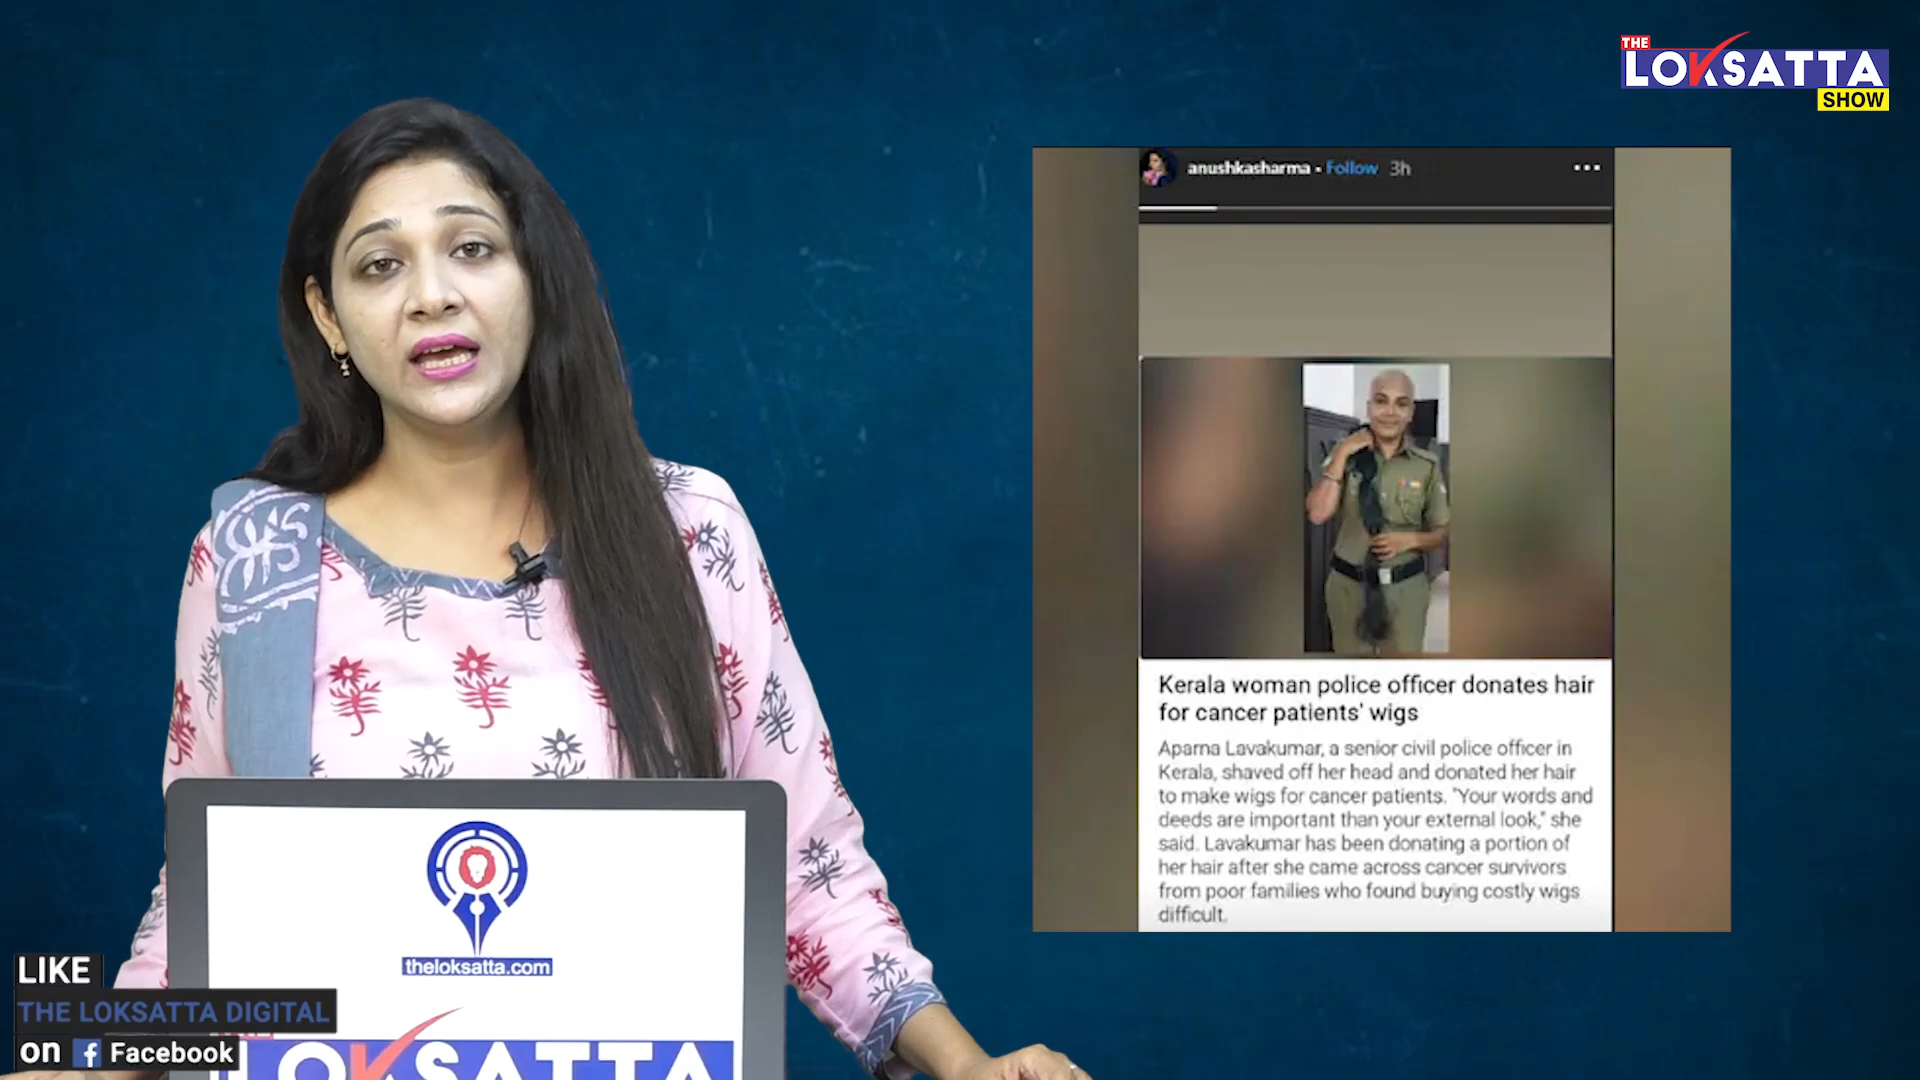 THE
LOKSATTA
SHOW
anushkasharma • Follow 3h
Kerala woman police officer donates hair
for cancer patients' wigs
Aparna Lavakumar, a senior civil police officer in
Kerala, shaved off her head and donated her hair
to make wigs for cancer patients. "Your words and
deeds are important than your external look," she
said. Lavakumar has been donating a portion of
her hair after she came across cancer survivors
from poor families who found buying costly wigs
difficult.
theloksatta.com
LOKSATTA
LIKE
THE LOKSATTA DIGITAL
on f Facebook